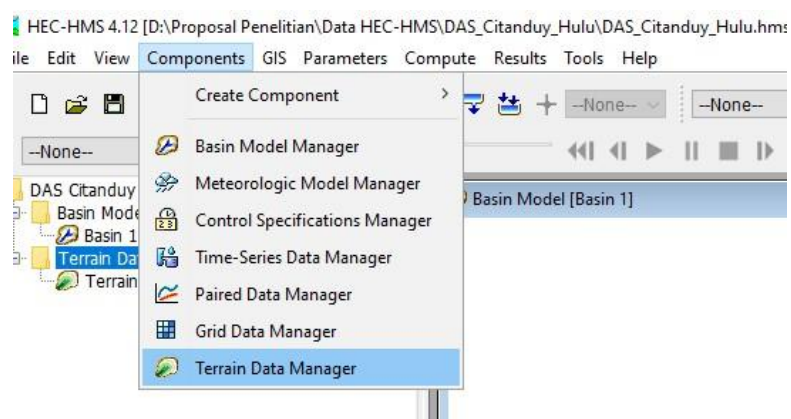 HEC-HMS 4.12 [D:\Proposal Penelitian\Data HEC-HMS\DAS_Citanduy_Hulu\DAS_Citanduy_Hulu.hms
ile Edit View Components GIS Parameters Compute Results Tools Help
Create Component
--None--
--None--
--None--
Basin Model Manager
Meteorologic Model Manager
Control Specifications Manager
Time-Series Data Manager
Paired Data Manager
Grid Data Manager
Terrain Data Manager
DAS Citanduy
Basin Mode
Basin 1
Terrain Da
Terrain
Basin Model [Basin 1]